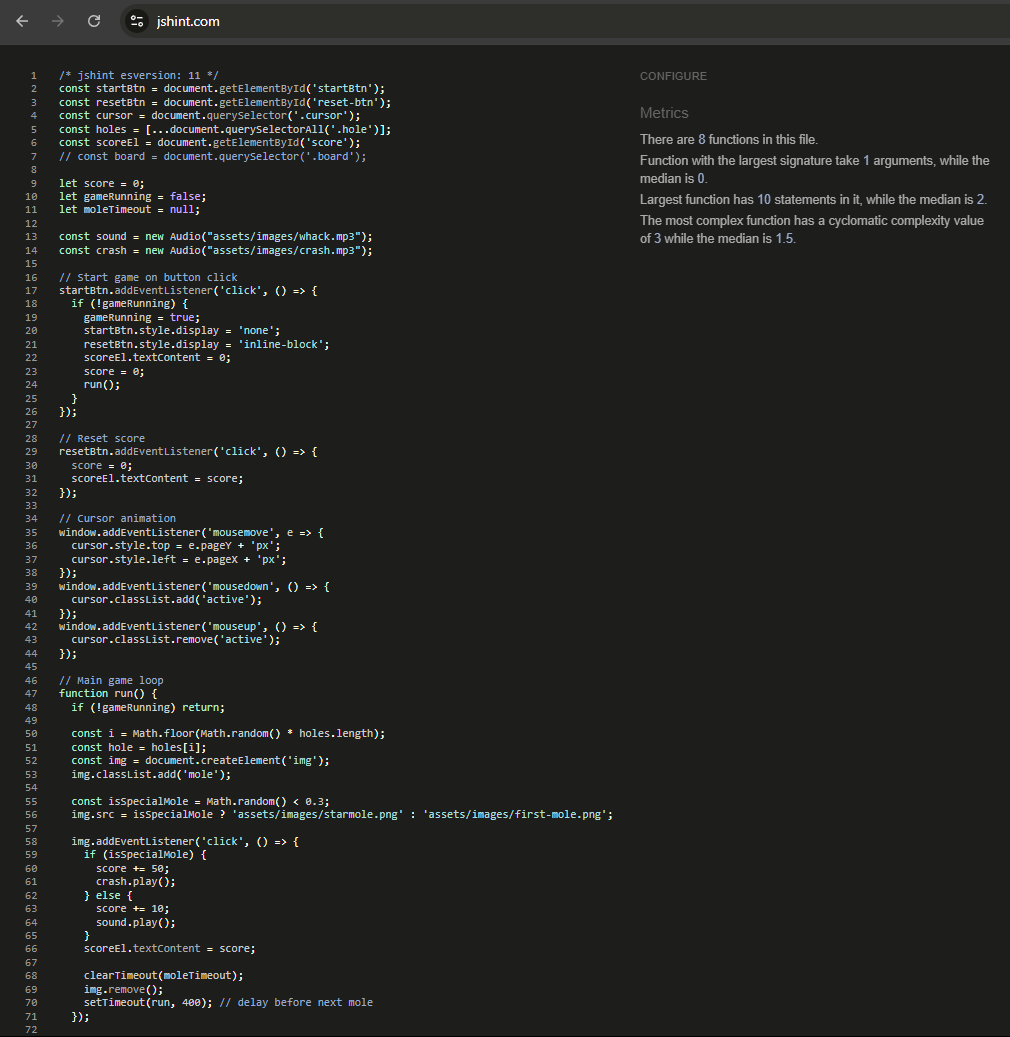 jshint.com
1 /* jshint esversion: 11 */
2 const startBtn = document.getElementById('startBtn');
3 const resetBtn = document.getElementById('reset-btn');
4 const cursor = document.querySelector('.cursor');
5 const holes = [...document.querySelectorAll('.hole')];
6 const scoreEl = document.getElementById('score');
7 // const board = document.querySelector('.board');
8
9 let score = 0;
10 let gameRunning = false;
11 let moleTimeout = null;
12
13 const sound = new Audio("assets/images/whack.mp3");
14 const crash = new Audio("assets/images/crash.mp3");
15
16 // Start game on button click
17 startBtn.addEventListener('click', () => {
18   if (!gameRunning) {
19     gameRunning = true;
20     startBtn.style.display = 'none';
21     resetBtn.style.display = 'inline-block';
22     scoreEl.textContent = 0;
23     score = 0;
24     run();
25   }
26 });
27
28 // Reset score
29 resetBtn.addEventListener('click', () => {
30   score = 0;
31   scoreEl.textContent = score;
32 });
33
34 // Cursor animation
35 window.addEventListener('mousemove', e => {
36   cursor.style.top = e.pageY + 'px';
37   cursor.style.left = e.pageX + 'px';
38 });
39 window.addEventListener('mousedown', () => {
40   cursor.classList.add('active');
41 });
42 window.addEventListener('mouseup', () => {
43   cursor.classList.remove('active');
44 });
45
46 // Main game loop
47 function run() {
48   if (!gameRunning) return;
49
50   const i = Math.floor(Math.random() * holes.length);
51   const hole = holes[i];
52   const img = document.createElement('img');
53   img.classList.add('mole');
54
55   const isSpecialMole = Math.random() < 0.3;
56   img.src = isSpecialMole ? 'assets/images/starmole.png' : 'assets/images/first-mole.png';
57
58   img.addEventListener('click', () => {
59     if (isSpecialMole) {
60       score += 50;
61       crash.play();
62     } else {
63       score += 10;
64       sound.play();
65     }
66     scoreEl.textContent = score;
67
68     clearTimeout(moleTimeout);
69     img.remove();
70     setTimeout(run, 400); // delay before next mole
71   });
72
CONFIGURE
Metrics
There are 8 functions in this file.
Function with the largest signature take 1 arguments, while the
median is 0.
Largest function has 10 statements in it, while the median is 2.
The most complex function has a cyclomatic complexity value
of 3 while the median is 1.5.